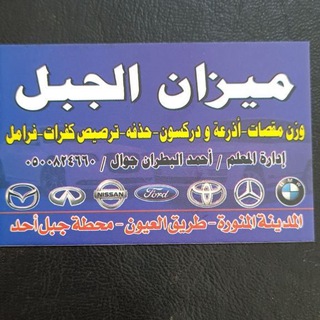 ميزان الجبل
وزن مقصات - أذرعة و دركسون - حذفه - ترصيص كفرات - فرامل
إدارة المعلم / أحمد البطران جوال / ٠٥٠٠٨٢٤٦٦٠
NISSAN Ford BMW
المدينة المنورة - طريق العيون - محطة جبل أحد